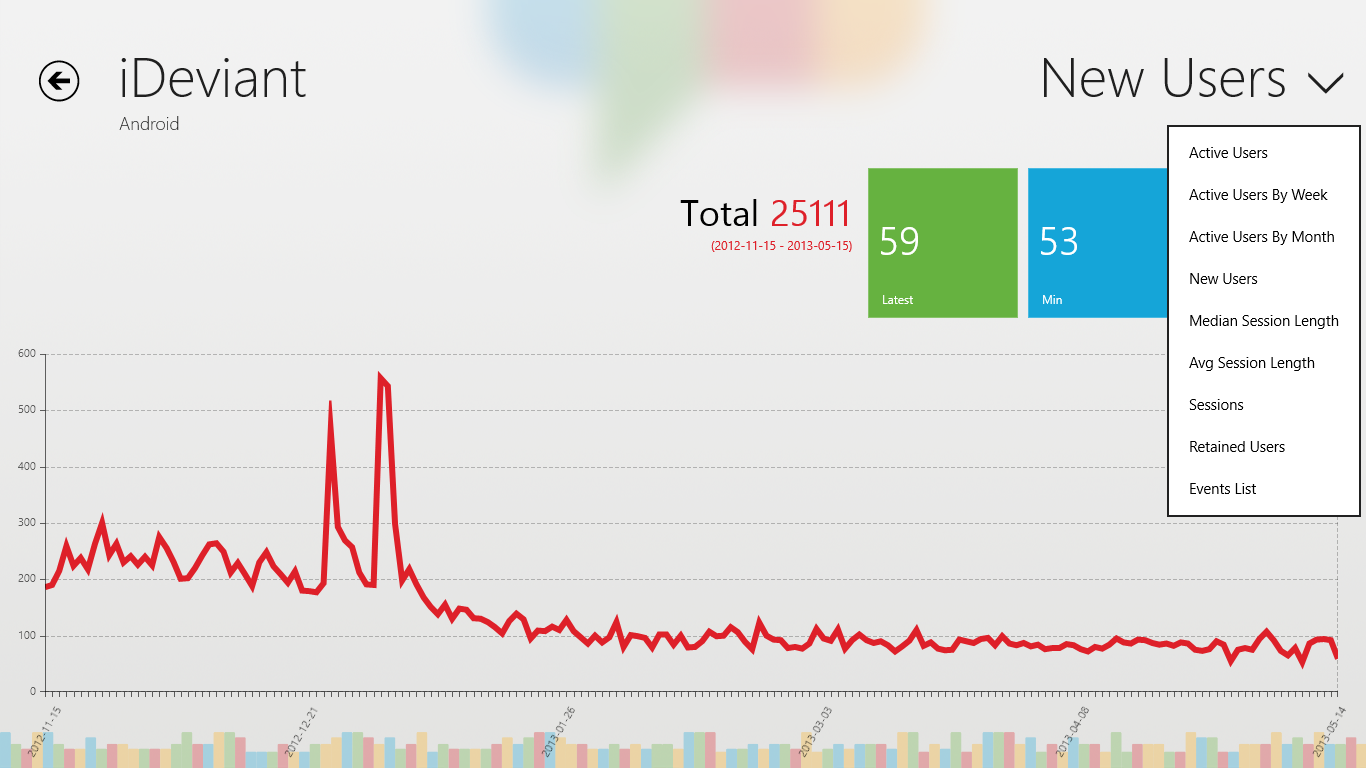 iDeviant
Android
New Users
Active Users
Active Users By Week
Active Users By Month
New Users
Median Session Length
Avg Session Length
Sessions
Retained Users
Events List
Total 25111
(2012-11-15 - 2013-05-15)
59
Latest
53
Min
600
500
400
300
200
100
0
2012-11-15
2012-12-21
2013-01-26
2013-03-03
2013-04-08
2013-05-14